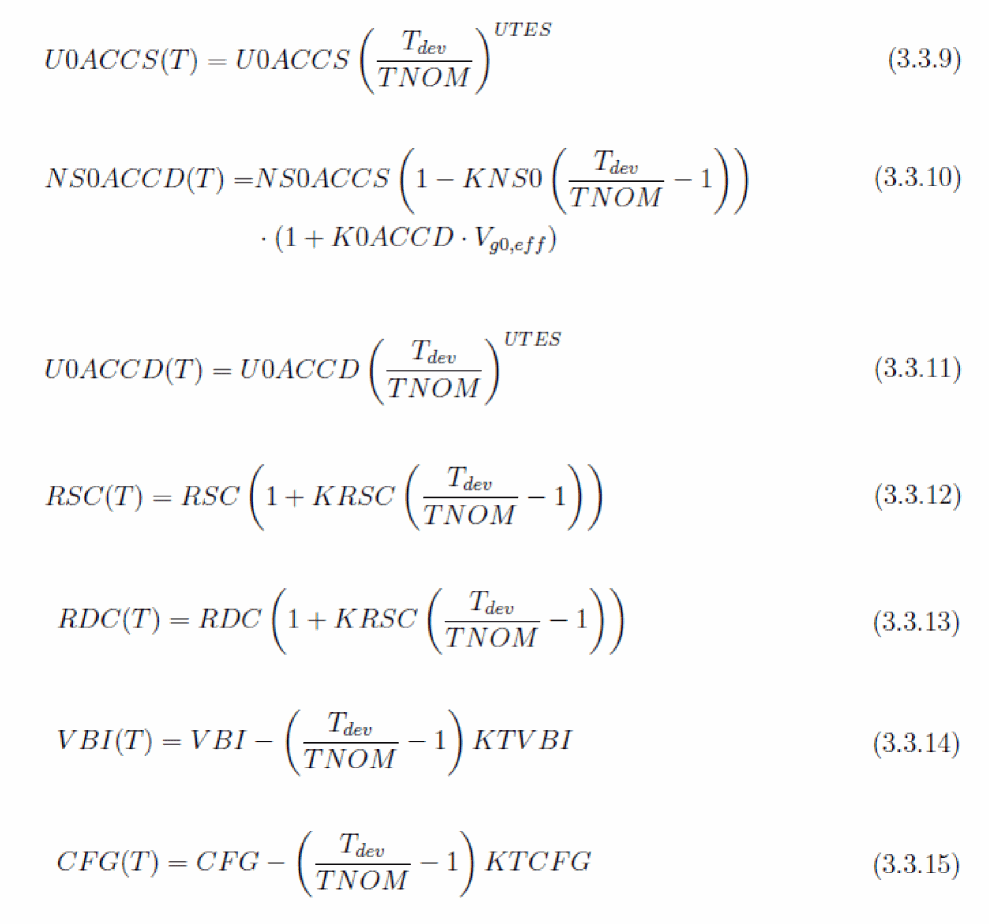 U0ACCS(T) = U0ACCS (T_dev / TNOM)^UTES (3.3.9)
NS0ACCD(T) =NS0ACCS (1 − KNS0 (T_dev / TNOM − 1)) (3.3.10)
· (1 + K0ACCD · V_g0,eff)
U0ACCD(T) = U0ACCD (T_dev / TNOM)^UTES (3.3.11)
RSC(T) = RSC (1 + KRSC (T_dev / TNOM − 1)) (3.3.12)
RDC(T) = RDC (1 + KRSC (T_dev / TNOM − 1)) (3.3.13)
VBI(T) = VBI − (T_dev / TNOM − 1) KTVBI (3.3.14)
CFG(T) = CFG − (T_dev / TNOM − 1) KTCFG (3.3.15)